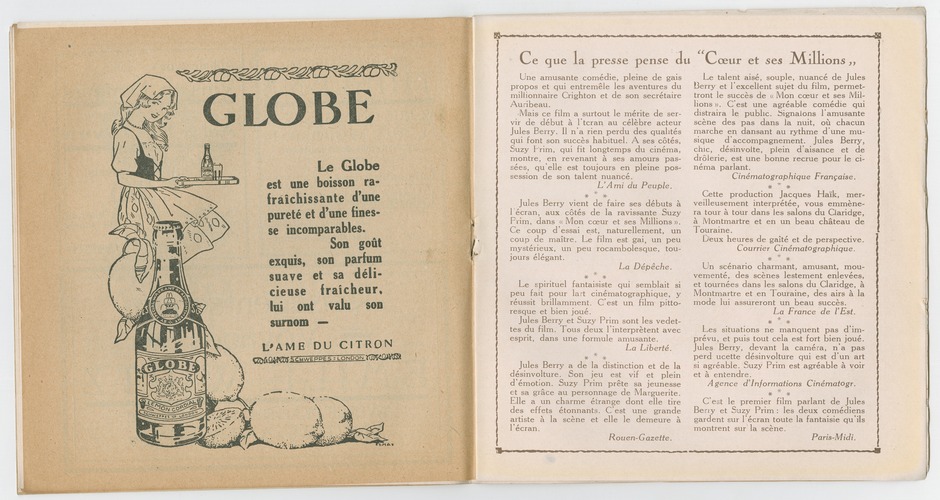 GLOBE
Le Globe
est une boisson ra-
fraîchissante d'une
pureté et d'une fines-
se incomparables.
Son goût
exquis, son parfum
suave et sa déli-
cieuse fraîcheur,
lui ont valu son
surnom —
L'AME DU CITRON
SCHWEPPES LONDON
GLOBE
Ce que la presse pense du "Cœur et ses Millions„
Une amusante comédie, pleine de gais
propos et qui entremêle les aventures du
millionnaire Crighton et de son secrétaire
Auribeau.
Mais ce film a surtout le mérite de ser-
vir de début à l'écran au célèbre acteur
Jules Berry. Il n'a rien perdu des qualités
qui font son succès habituel. A ses côtés,
Suzy Prim, qui fit longtemps du cinéma,
montre, en revenant à ses amours pas-
sées, qu'elle est toujours en pleine pos-
session de son talent nuancé.
L'Ami du Peuple.
Jules Berry vient de faire ses débuts à
l'écran, aux côtés de la ravissante Suzy
Prim, dans « Mon cœur et ses Millions ».
Ce coup d'essai est, naturellement, un
coup de maître. Le film est gai, un peu
mystérieux, un peu rocambolesque, tou-
jours élégant.
La Dépêche.
Le spirituel fantaisiste qui semblait si
peu fait pour lart cinématographique, y
réussit brillamment. C'est un film pitto-
resque et bien joué.
Jules Berry et Suzy Prim sont les vedet-
tes du film. Tous deux l'interprètent avec
esprit, dans une formule amusante.
La Liberté.
Jules Berry a de la distinction et de la
désinvolture. Son jeu est vif et plein
d'émotion. Suzy Prim prête sa jeunesse
et sa grâce au personnage de Marguerite.
Elle a un charme étrange dont elle tire
des effets étonnants. C'est une grande
artiste à la scène et elle le demeure à
l'écran.
Rouen-Gazette.
Le talent aisé, souple, nuancé de Jules
Berry et l'excellent sujet du film, permet-
tront le succès de « Mon cœur et ses Mil-
lions ». C'est une agréable comédie qui
distraira le public. Signalons l'amusante
scène des pas dans la nuit, où chacun
marche en dansant au rythme d'une mu-
sique d'accompagnement. Jules Berry,
chic, désinvolte, plein d'aisance et de
drôlerie, est une bonne recrue pour le ci-
néma parlant.
Cinématographique Française.
Cette production Jacques Haïk, mer-
veilleusement interprétée, vous emmène-
ra tour à tour dans les salons du Claridge,
à Montmartre et en un beau château de
Touraine.
Deux heures de gaîté et de perspective.
Courrier Cinématographique.
Un scénario charmant, amusant, mou-
vementé, des scènes lestement enlevées,
et tournées dans les salons du Claridge, à
Montmartre et en Touraine, des airs à la
mode lui assureront un beau succès.
La France de l'Est.
Les situations ne manquent pas d'im-
prévu, et puis tout cela est fort bien joué.
Jules Berry, devant la caméra, n'a pas
perd ucette désinvolture qui est d'un art
si agréable. Suzy Prim est agréable à voir
et à entendre.
Agence d'Informations Cinématogr.
C'est le premier film parlant de Jules
Berry et Suzy Prim : les deux comédiens
gardent sur l'écran toute la fantaisie qu'ils
montrent sur la scène.
Paris-Midi.